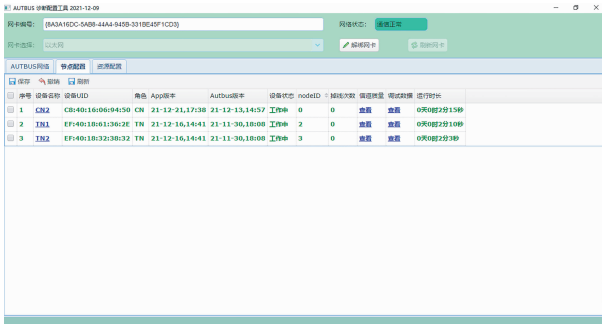 AUTBUS 诊断配置工具 2021-12-09
网卡编号: {8A3A16DC-5AB8-44A4-945B-331BE45F1CD3} 网络状态: 通信正常
网卡选择: 以太网 解绑网卡 刷新网卡
AUTBUS网络 节点配置 资源配置
保存 撤销 刷新
序号 设备名称 设备UID 角色 App版本 Autbus版本 设备状态 nodeID 掉线次数 信道质量 调试数据 运行时长
1 CN2 C8:40:16:06:94:50 CN 21-12-21,17:38 21-12-13,14:57 工作中 0 0 查看 查看 0天0时2分15秒
2 TN1 EF:40:18:61:36:2E TN 21-12-16,14:41 21-11-30,18:08 工作中 2 0 查看 查看 0天0时2分10秒
3 TN2 EF:40:18:32:38:32 TN 21-12-16,14:41 21-11-30,18:08 工作中 3 0 查看 查看 0天0时2分3秒